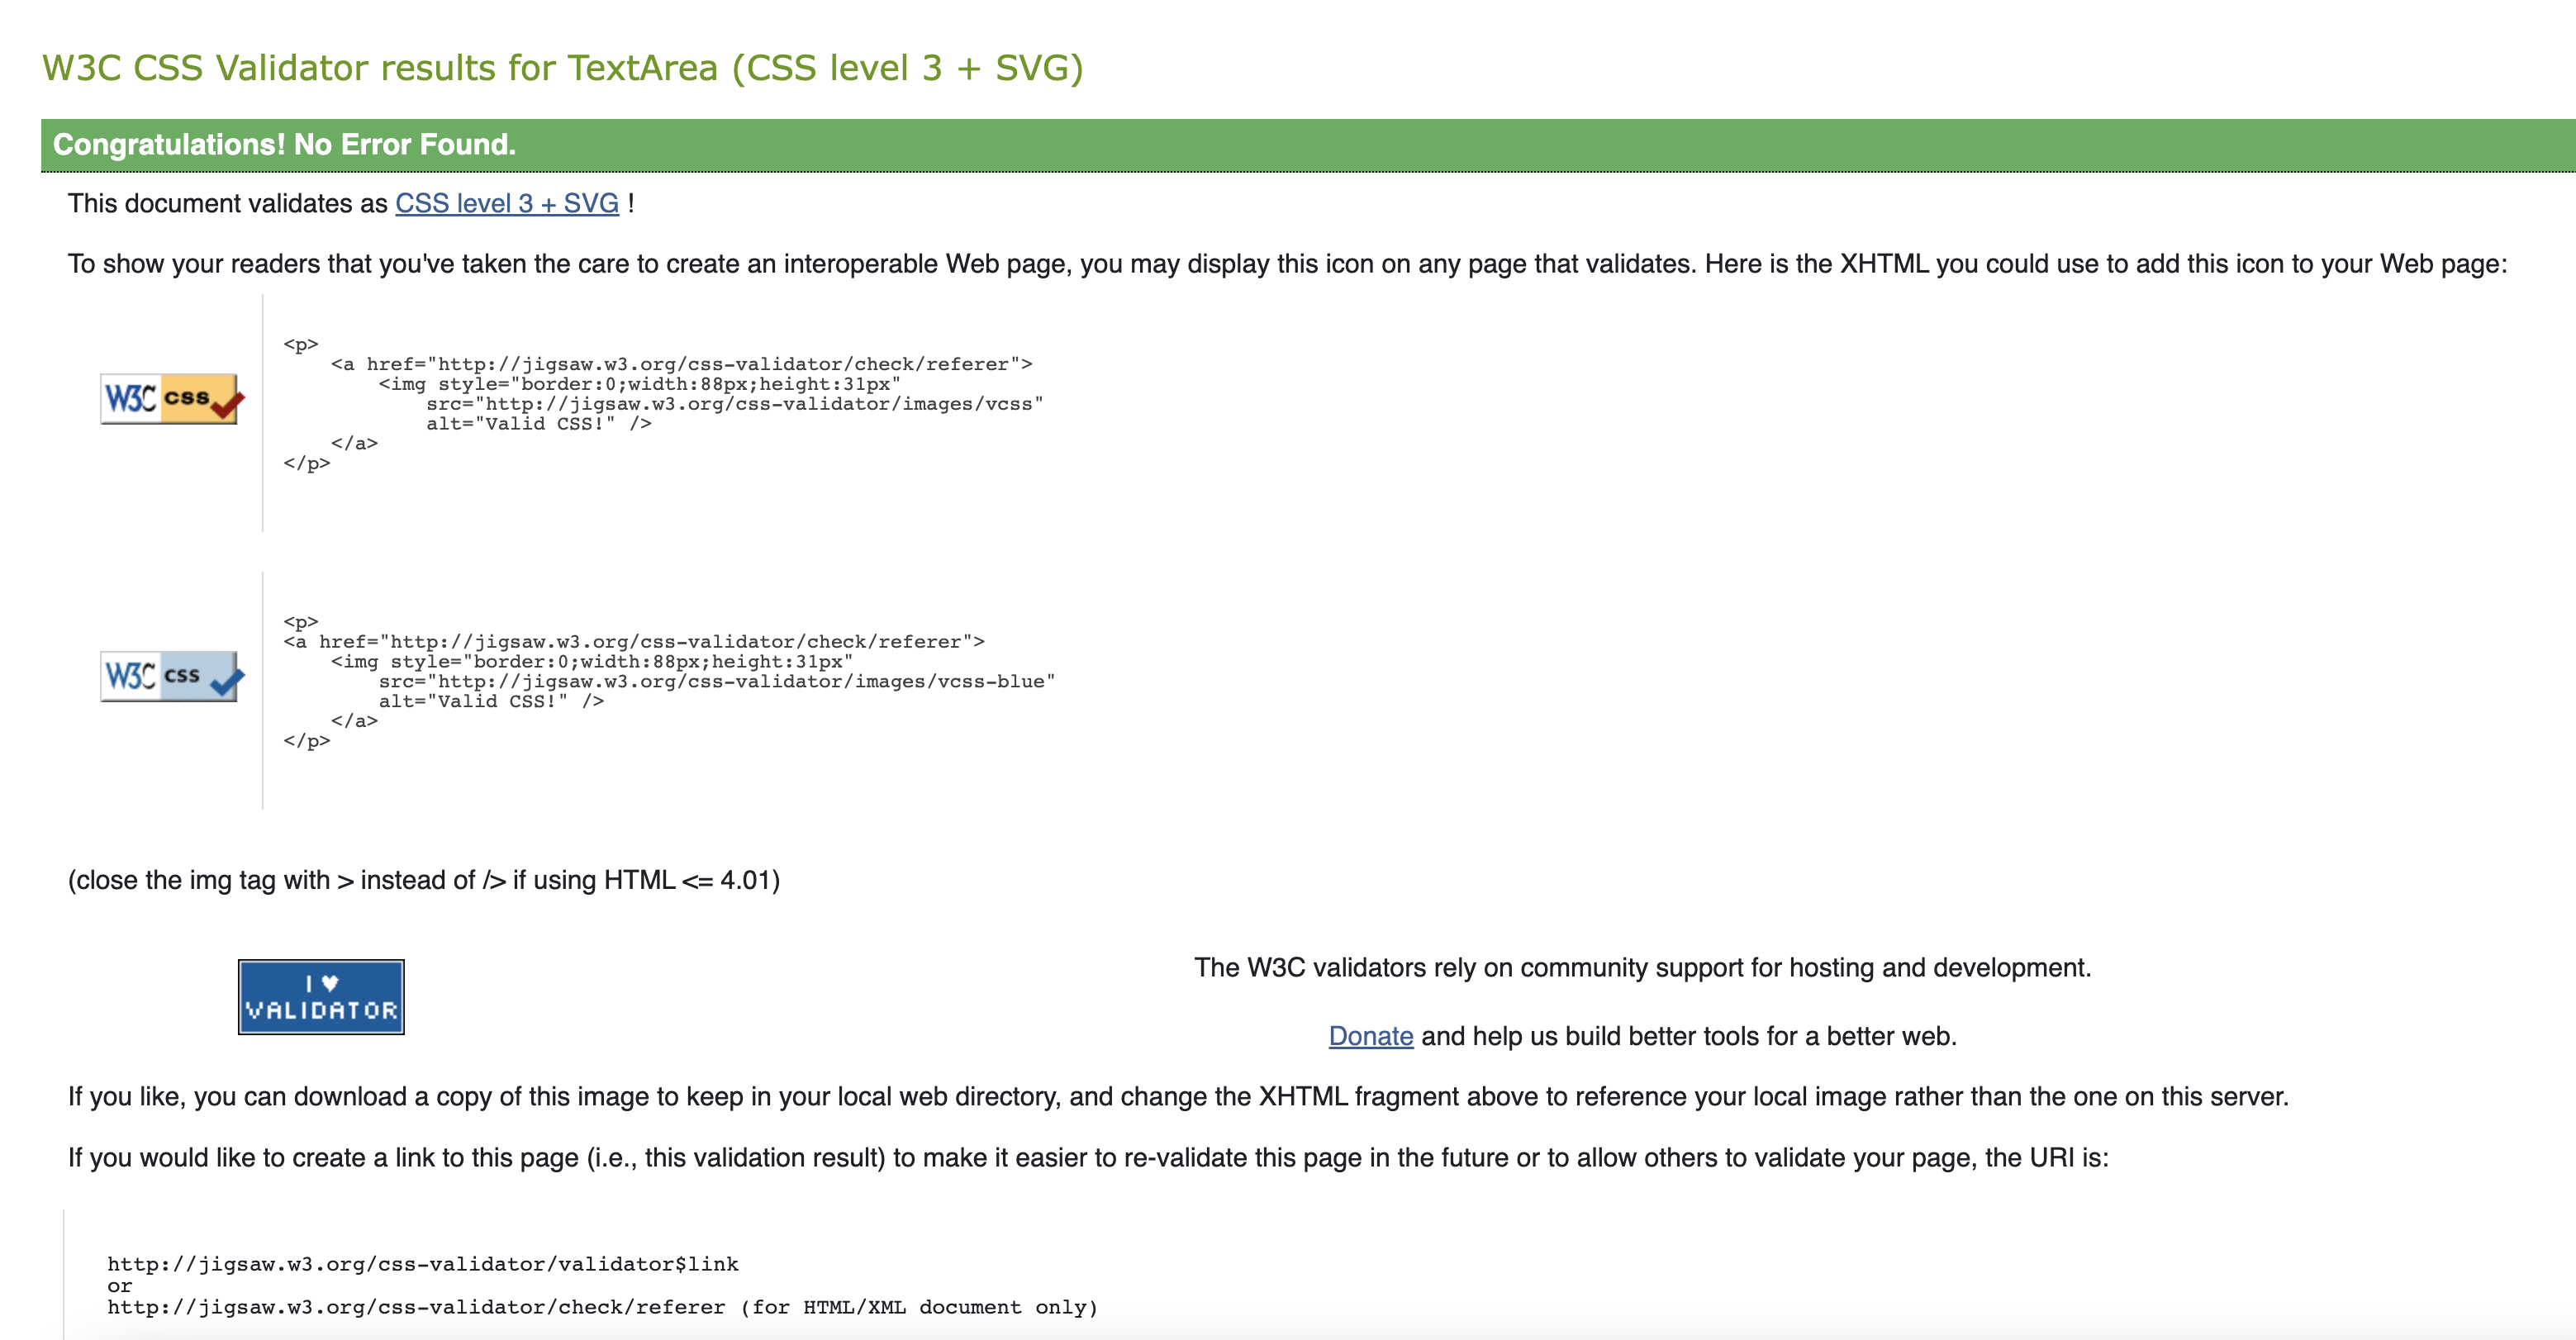 W3C CSS Validator results for TextArea (CSS level 3 + SVG)
Congratulations! No Error Found.
This document validates as CSS level 3 + SVG !
To show your readers that you've taken the care to create an interoperable Web page, you may display this icon on any page that validates. Here is the XHTML you could use to add this icon to your Web page:
W3C css
<p>
    <a href="http://jigsaw.w3.org/css-validator/check/referer">
        <img style="border:0;width:88px;height:31px"
            src="http://jigsaw.w3.org/css-validator/images/vcss"
            alt="Valid CSS!" />
    </a>
</p>
W3C css
<p>
<a href="http://jigsaw.w3.org/css-validator/check/referer">
    <img style="border:0;width:88px;height:31px"
        src="http://jigsaw.w3.org/css-validator/images/vcss-blue"
        alt="Valid CSS!" />
    </a>
</p>
(close the img tag with > instead of /> if using HTML <= 4.01)
I ♥
VALIDATOR
The W3C validators rely on community support for hosting and development.
Donate and help us build better tools for a better web.
If you like, you can download a copy of this image to keep in your local web directory, and change the XHTML fragment above to reference your local image rather than the one on this server.
If you would like to create a link to this page (i.e., this validation result) to make it easier to re-validate this page in the future or to allow others to validate your page, the URI is:
http://jigsaw.w3.org/css-validator/validator$link
or
http://jigsaw.w3.org/css-validator/check/referer (for HTML/XML document only)